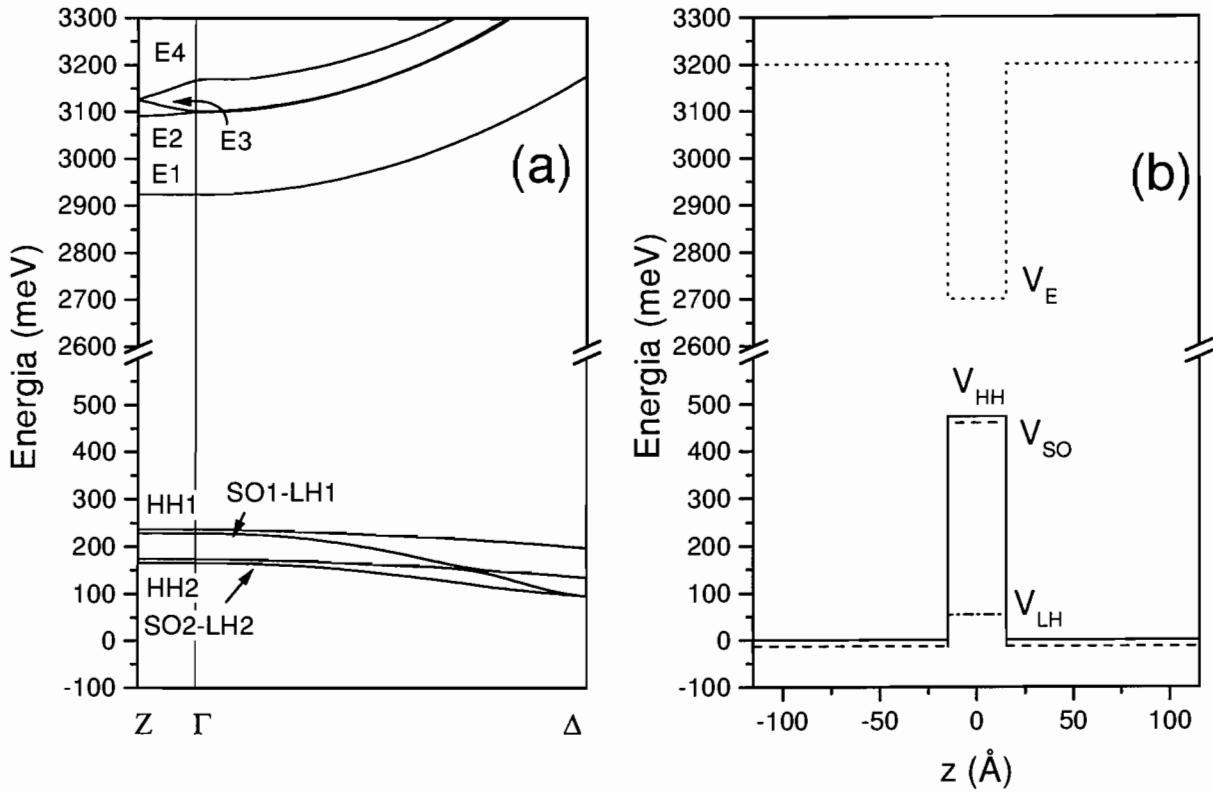 3300
3200
3100
3000
2900
2800
2700
2600
500
400
300
200
100
0
-100
Energia (meV)
E4
E2
E3
E1
(a)
HH1
SO1-LH1
HH2
SO2-LH2
Z Γ Δ
3300
3200
3100
3000
2900
2800
2700
2600
500
400
300
200
100
0
-100
Energia (meV)
(b)
V_E
V_HH
V_SO
V_LH
-100 -50 0 50 100
z (Å)